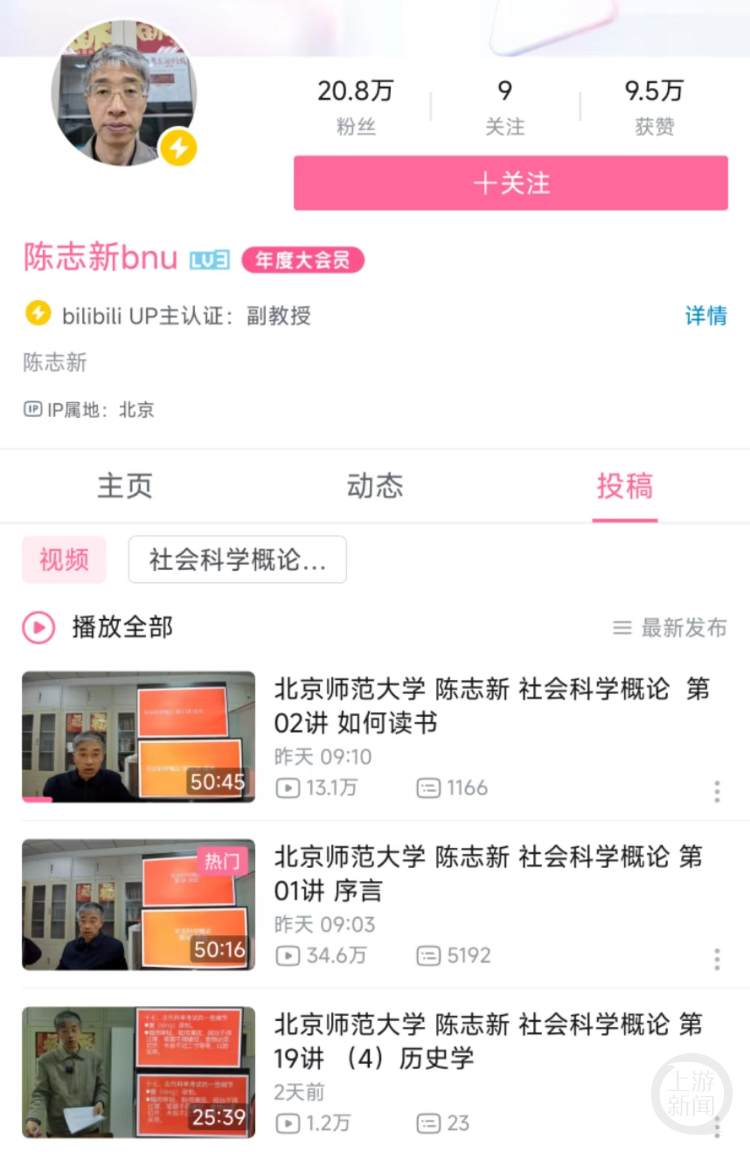 20.8万
9
9.5万
粉丝
关注
获赞
十关注
陈志新bnu LV3 年度大会员
bilibili UP主认证：副教授
详情
陈志新
IP IP属地：北京
主页
动态
投稿
视频
社会科学概论...
播放全部
最新发布
北京师范大学 陈志新 社会科学概论 第
02讲 如何读书
昨天 09:10
50:45
13.1万
1166
热门
北京师范大学 陈志新 社会科学概论 第
01讲 序言
昨天 09:03
50:16
34.6万
5192
北京师范大学 陈志新 社会科学概论 第
19讲 （4）历史学
2天前
25:39
1.2万
23
上游
新闻